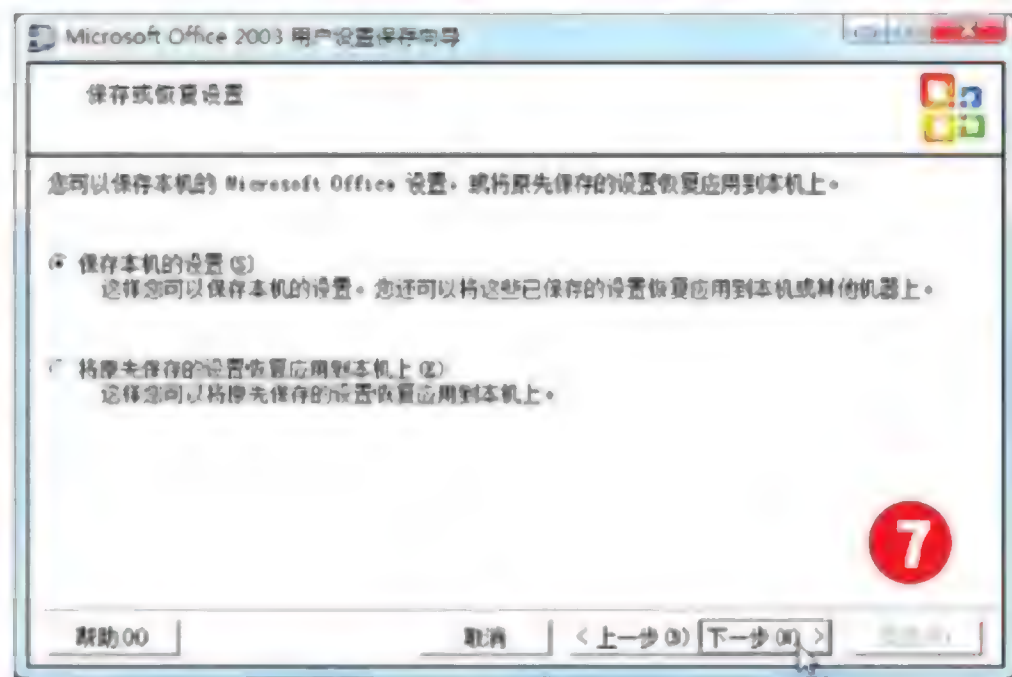 Microsoft Office 2003 用户设置保存向导
保存或恢复设置
您可以保存本机的 Microsoft Office 设置，或将原先保存的设置恢复应用到本机上。
保存本机的设置(S)
这样您可以保存本机的设置。您还可以将这些已保存的设置恢复应用到本机或其他机器上。
将原先保存的设置恢复应用到本机上
这样您可以将原先保存的设置恢复应用到本机上。
7
帮助(H)
取消
< 上一步(B)
下一步(N) >